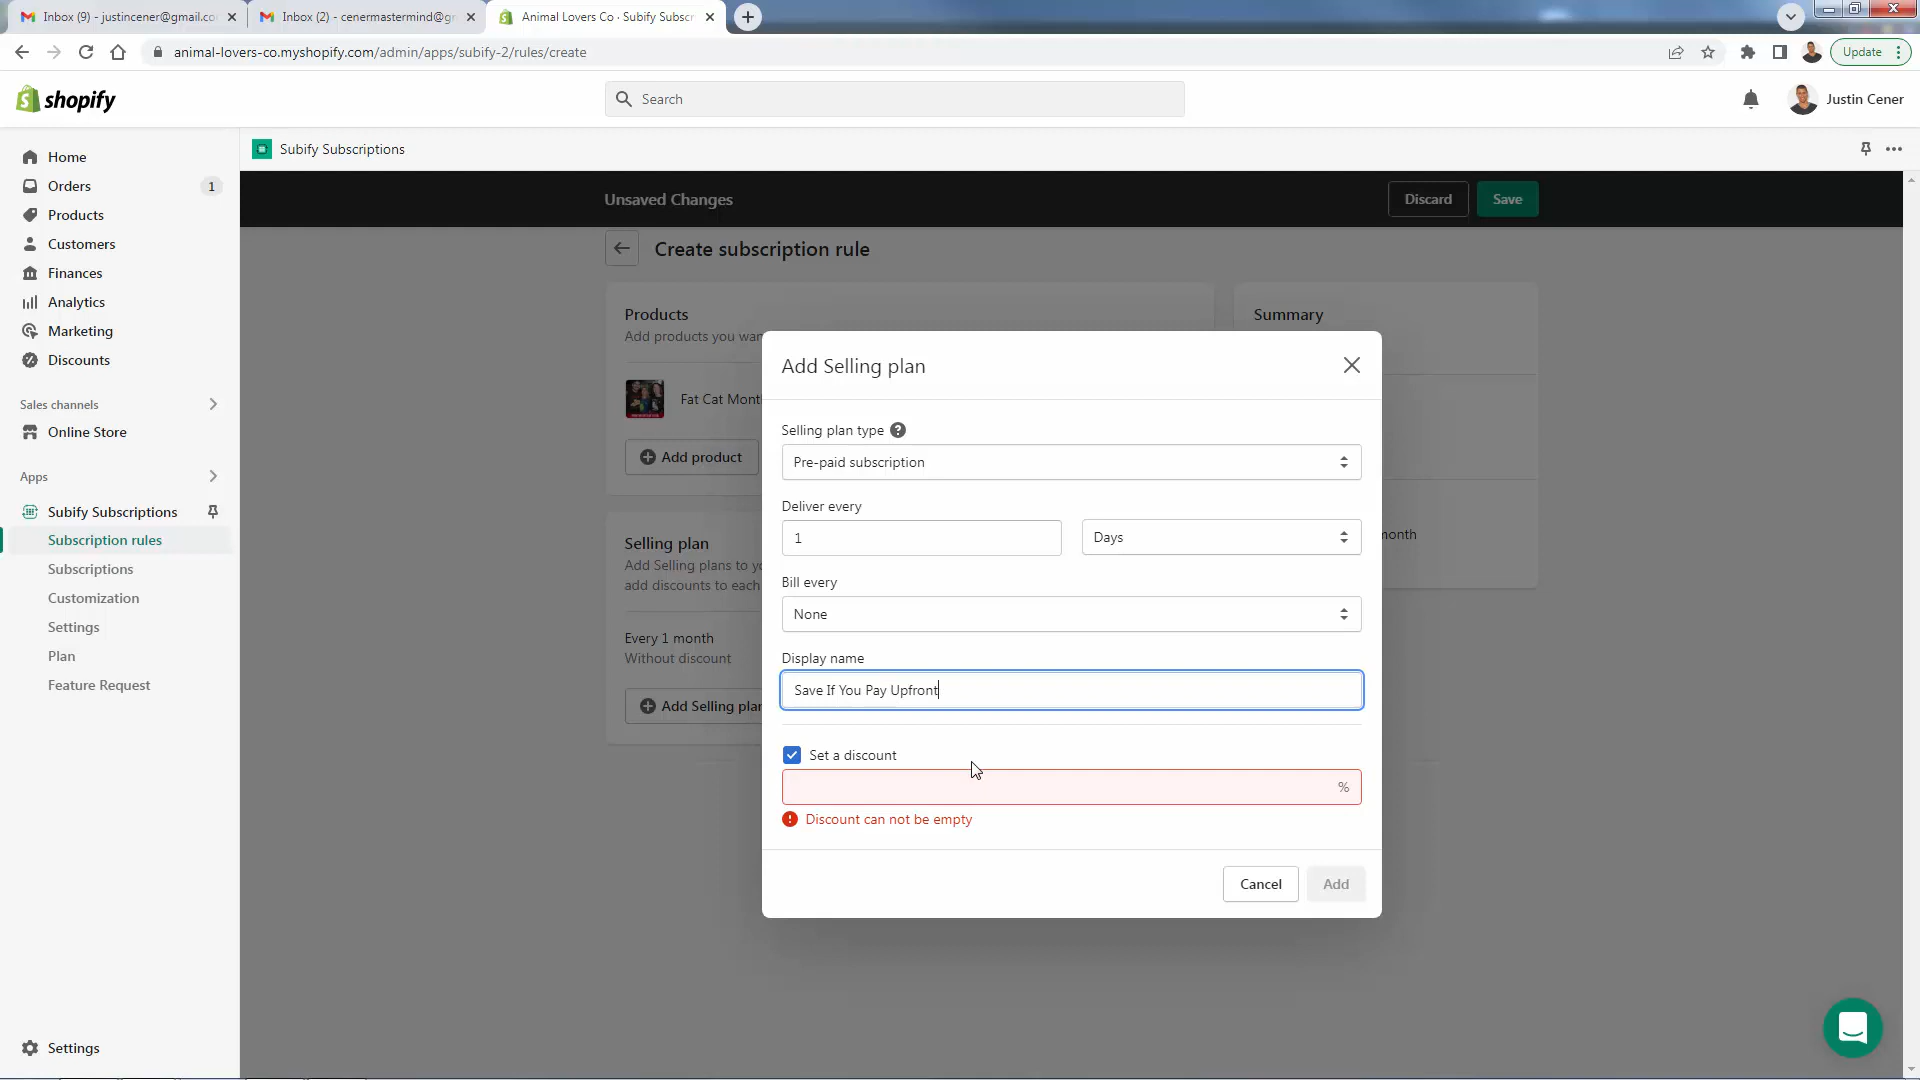 Inbox (9) - justincener@gmail.co
Inbox (2) - cenermastermind@gr
Animal Lovers Co · Subify Subscr
animal-lovers-co.myshopify.com/admin/apps/subify-2/rules/create
Update
shopify
Search
Justin Cener
Home
Orders
1
Products
Customers
Finances
Analytics
Marketing
Discounts
Sales channels
Online Store
Apps
Subify Subscriptions
Subscription rules
Subscriptions
Customization
Settings
Plan
Feature Request
Settings
Subify Subscriptions
Unsaved Changes
Discard
Save
Create subscription rule
Products
Add products you wan
Fat Cat Mont
Add product
Selling plan
Add Selling plans to yo
add discounts to each
Every 1 month
Without discount
Add Selling plan
Summary
month
Add Selling plan
Selling plan type
Pre-paid subscription
Deliver every
1
Days
Bill every
None
Display name
Save If You Pay Upfront
Set a discount
%
Discount can not be empty
Cancel
Add